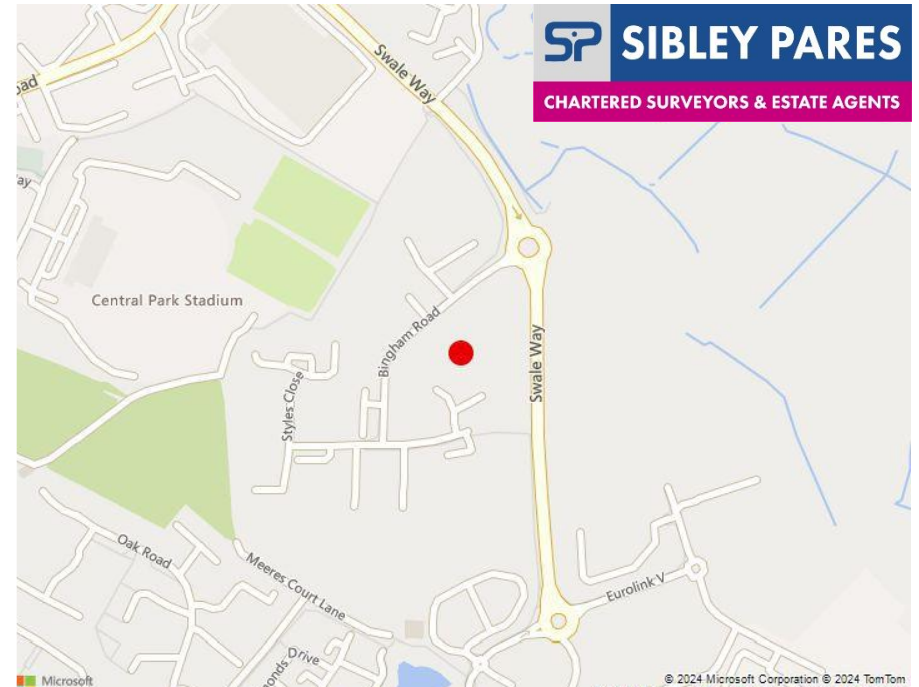 SP SIBLEY PARES
CHARTERED SURVEYORS & ESTATE AGENTS
Swale Way
Central Park Stadium
Bingham Road
Swale Way
Styles Close
Oak Road
Meeres Court Lane
Eurolink V
Drive
Microsoft
© 2024 Microsoft Corporation © 2024 TomTom